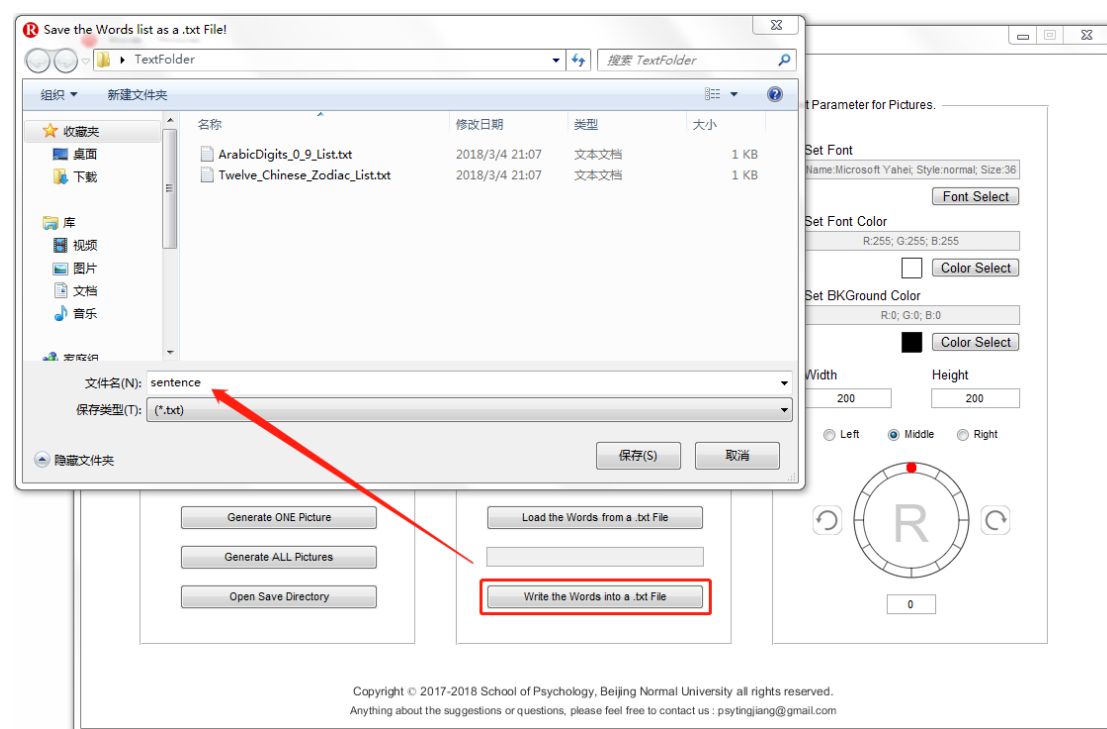 Save the Words list as a .txt File!
TextFolder
搜索 TextFolder
组织
新建文件夹
收藏夹
桌面
下载
库
视频
图片
文档
音乐
家庭组
名称
修改日期
类型
大小
ArabicDigits_0_9_List.txt
2018/3/4 21:07
文本文档
1 KB
Twelve_Chinese_Zodiac_List.txt
2018/3/4 21:07
文本文档
1 KB
文件名(N):
sentence
保存类型(T):
(*.txt)
隐藏文件夹
保存(S)
取消
t Parameter for Pictures.
Set Font
Name:Microsoft Yahei; Style:normal; Size:36
Font Select
Set Font Color
R:255; G:255; B:255
Color Select
Set BKGround Color
R:0; G:0; B:0
Color Select
Width
Height
200
200
Left
Middle
Right
R
0
Generate ONE Picture
Generate ALL Pictures
Open Save Directory
Load the Words from a .txt File
Write the Words into a .txt File
Copyright © 2017-2018 School of Psychology, Beijing Normal University all rights reserved.
Anything about the suggestions or questions, please feel free to contact us : psytingjiang@gmail.com